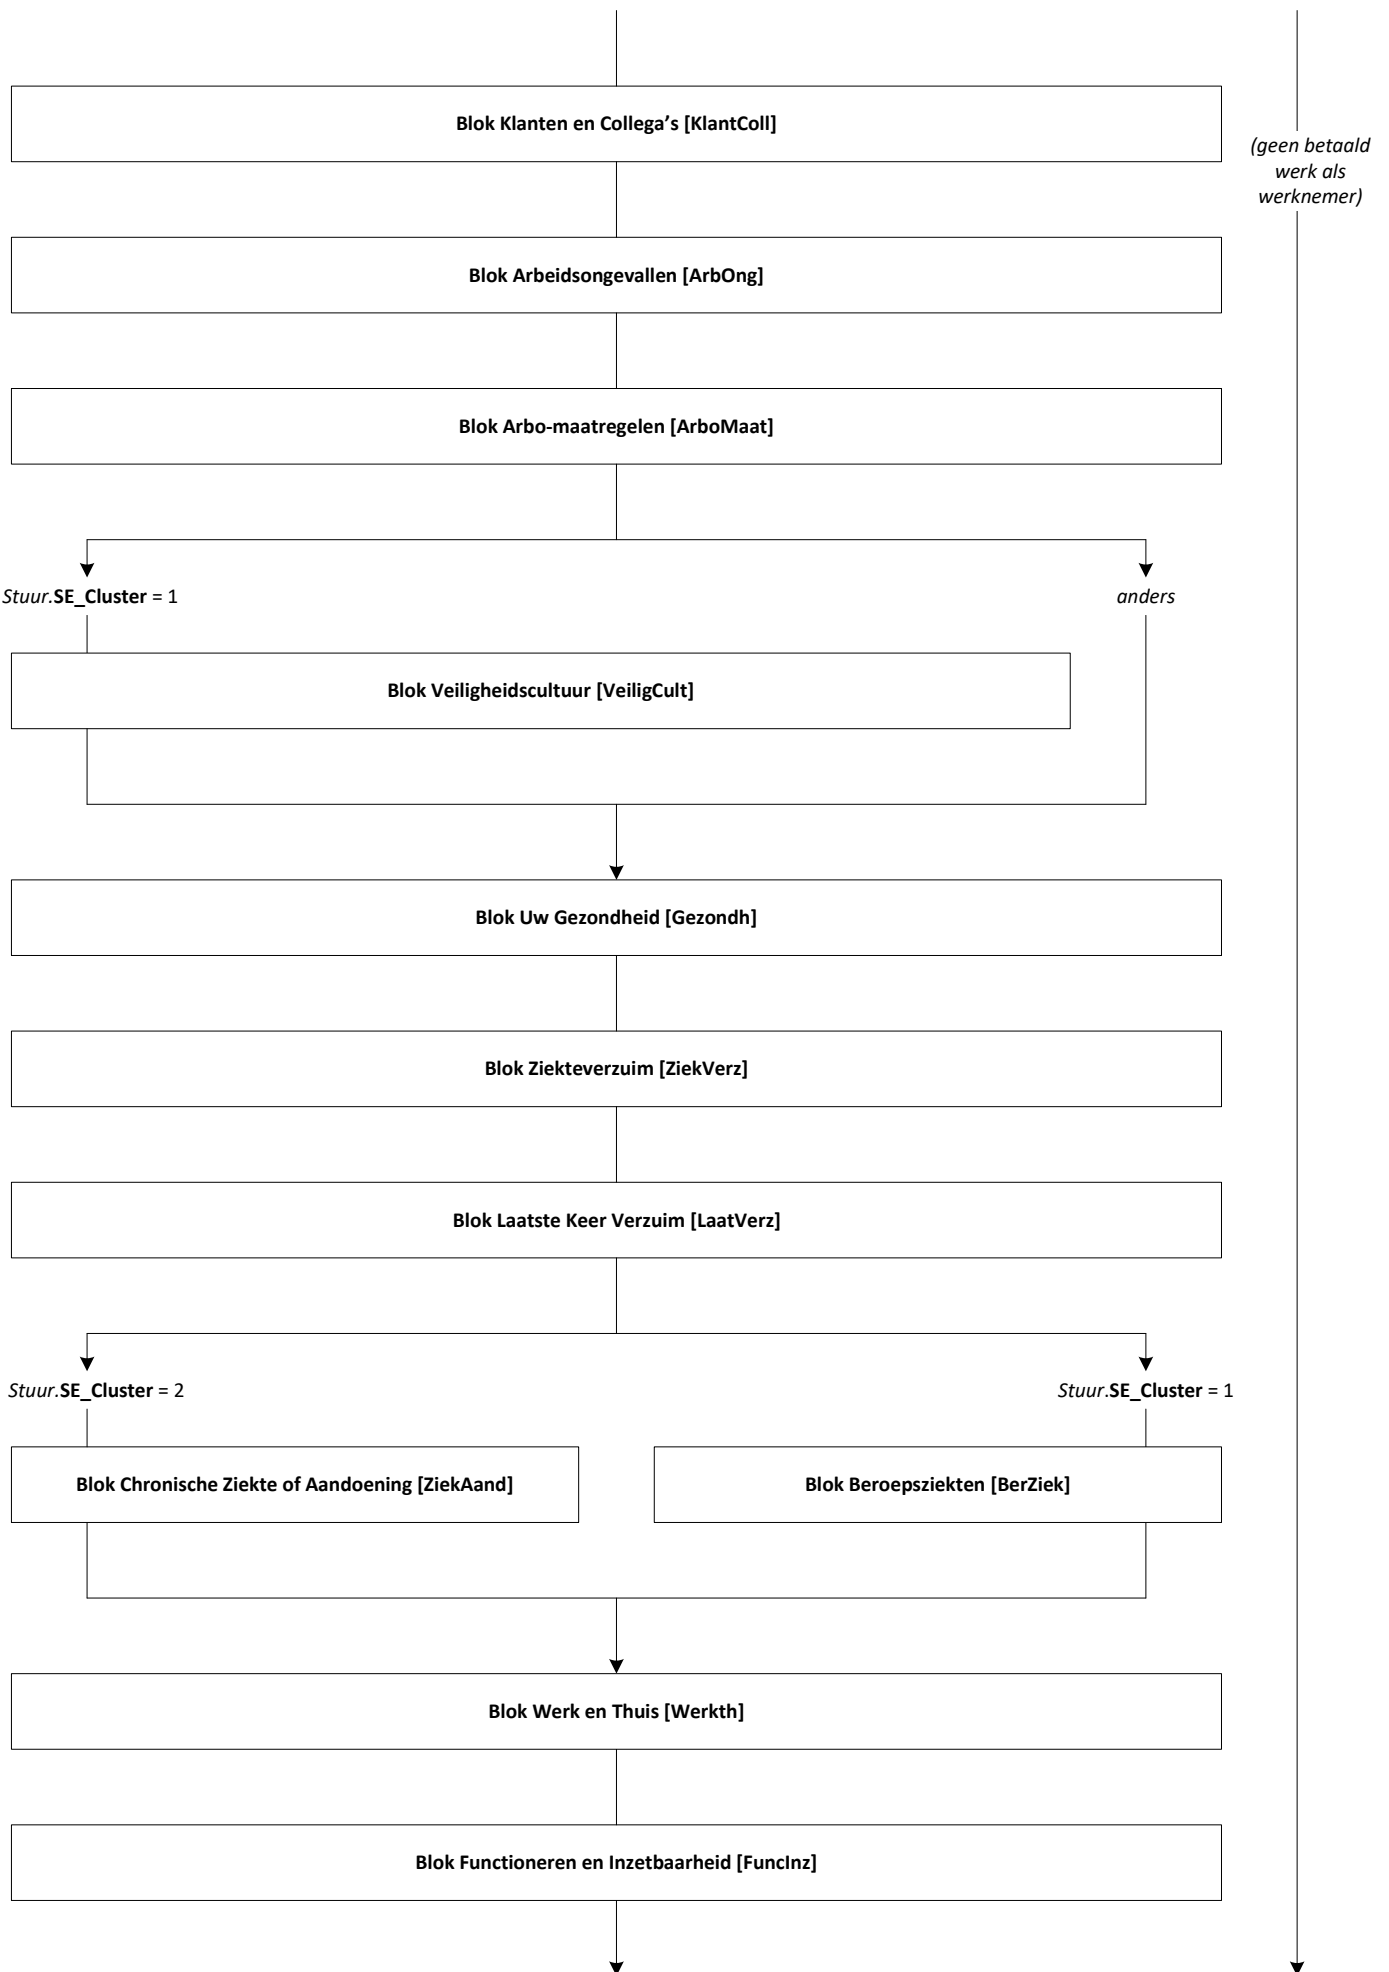 Blok Klanten en Collega’s [KlantColl]
(geen betaald
werk als
werknemer)
Blok Arbeidsongevallen [ArbOng]
Blok Arbo-maatregelen [ArboMaat]
Stuur.SE_Cluster = 1
anders
Blok Veiligheidscultuur [VeiligCult]
Blok Uw Gezondheid [Gezondh]
Blok Ziekteverzuim [ZiekVerz]
Blok Laatste Keer Verzuim [LaatVerz]
Stuur.SE_Cluster = 2
Stuur.SE_Cluster = 1
Blok Chronische Ziekte of Aandoening [ZiekAand]
Blok Beroepsziekten [BerZiek]
Blok Werk en Thuis [Werkth]
Blok Functioneren en Inzetbaarheid [FuncInz]